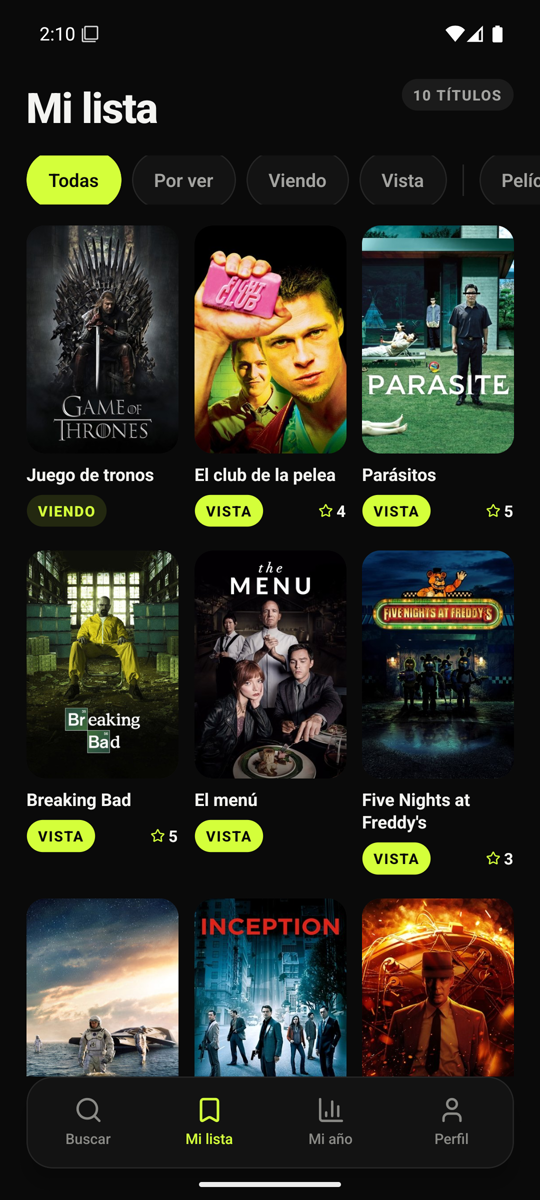 2:10
Mi lista
10 TÍTULOS
Todas
Por ver
Viendo
Vista
Pelíc
GAME OF
THRONES
FIGHT
CLUB
PARASITE
Juego de tronos
El club de la pelea
Parásitos
VIENDO
VISTA
4
VISTA
5
Breaking
Bad
the
MENU
FIVE NIGHTS AT FREDDY'S
Breaking Bad
El menú
Five Nights at
Freddy's
VISTA
5
VISTA
VISTA
3
INCEPTION
Buscar
Mi lista
Mi año
Perfil